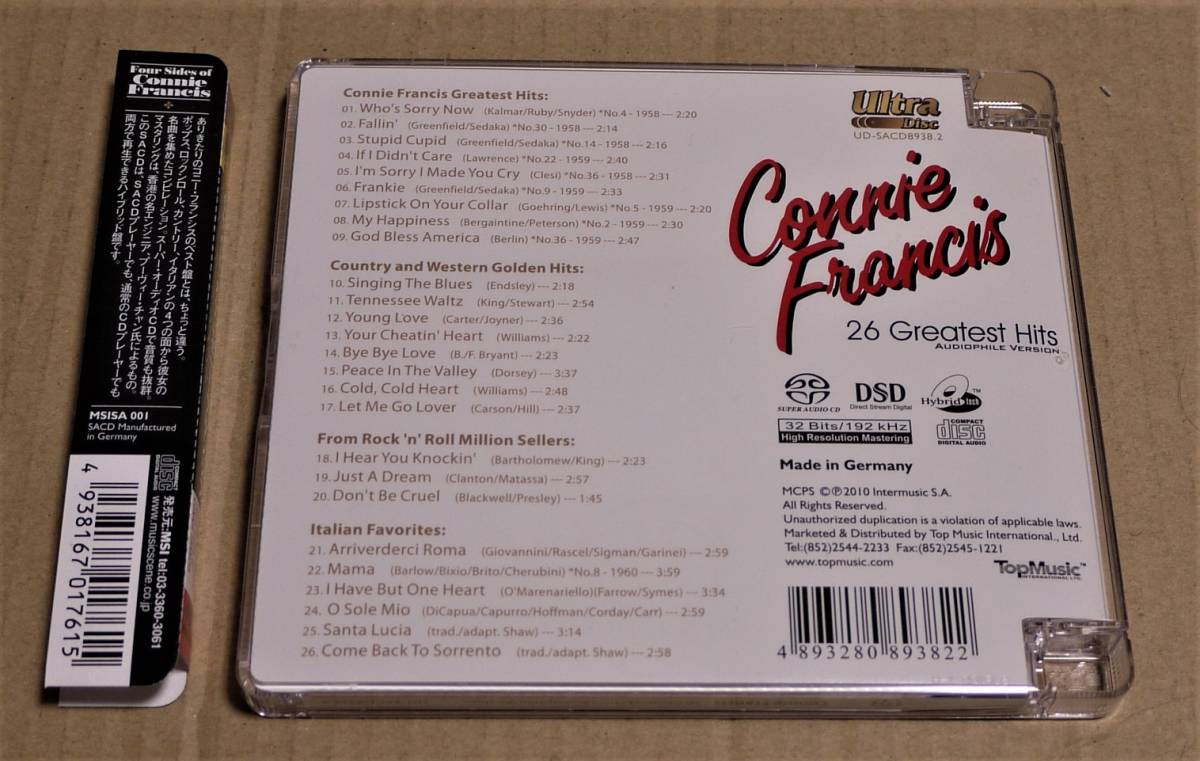 Four Sides of
Connie
Francis
ありきたりのコニー・フランシスのベスト盤とは、ちょっと違う。
ポップス、ロックンロール、カントリー、イタリアンの4つの面から彼女の
名曲を集めたコンピレーション。スーパー・オーディオCDで音質も抜群。
マスタリングは、香港の名エンジニア、プーヴィー・チャン氏によるもの。
このSACDは、SACDプレーヤーでも、通常のCDプレーヤーでも
両方で再生できるハイブリッド盤です。
MSISA 001
SACD Manufactured
in Germany
COMPACT
disc
DIGITAL AUDIO
発売元:MSI tel:03-3360-3061
www.musicscene.co.jp
4 938167 017615
Connie Francis Greatest Hits:
01. Who's Sorry Now (Kalmar/Ruby/Snyder) *No.4 - 1958 --- 2:20
02. Fallin' (Greenfield/Sedaka) *No.30 - 1958 --- 2:14
03. Stupid Cupid (Greenfield/Sedaka) *No.14 - 1958 --- 2:16
04. If I Didn't Care (Lawrence) *No.22 - 1959 --- 2:40
05. I'm Sorry I Made You Cry (Clesi) *No.36 - 1958 --- 2:31
06. Frankie (Greenfield/Sedaka) *No.9 - 1959 --- 2:33
07. Lipstick On Your Collar (Goehring/Lewis) *No.5 - 1959 --- 2:20
08. My Happiness (Bergaintine/Peterson) *No.2 - 1959 --- 2:30
09. God Bless America (Berlin) *No.36 - 1959 --- 2:47
Country and Western Golden Hits:
10. Singing The Blues (Endsley) --- 2:18
11. Tennessee Waltz (King/Stewart) --- 2:54
12. Young Love (Carter/Joyner) --- 2:36
13. Your Cheatin' Heart (Williams) --- 2:22
14. Bye Bye Love (B./F. Bryant) --- 2:23
15. Peace In The Valley (Dorsey) --- 3:37
16. Cold, Cold Heart (Williams) --- 2:48
17. Let Me Go Lover (Carson/Hill) --- 2:37
From Rock 'n' Roll Million Sellers:
18. I Hear You Knockin' (Bartholomew/King) --- 2:23
19. Just A Dream (Clanton/Matassa) --- 2:57
20. Don't Be Cruel (Blackwell/Presley) --- 1:45
Italian Favorites:
21. Arriverderci Roma (Giovannini/Rascel/Sigman/Garinei) --- 2:59
22. Mama (Barlow/Bixio/Brito/Cherubini) *No.8 - 1960 --- 3:59
23. I Have But One Heart (O'Marenariello)(Farrow/Symes) --- 3:34
24. 'O Sole Mio (DiCapua/Capurro/Hoffman/Corday/Carr) --- 2:59
25. Santa Lucia (trad./adapt. Shaw) --- 3:14
26. Come Back To Sorrento (trad./adapt. Shaw) --- 2:58
Ultra
Disc
UD-SACD8938.2
Connie
Francis
26 Greatest Hits
AUDIOPHILE VERSION
SUPER AUDIO CD
DSD
Direct Stream Digital
Hybrid tech TM
32 Bits/192 kHz
High Resolution Mastering
COMPACT
disc
DIGITAL AUDIO
Made in Germany
MCPS ©℗2010 Intermusic S.A.
All Rights Reserved.
Unauthorized duplication is a violation of applicable laws.
Marketed & Distributed by Top Music International., Ltd.
Tel:(852)2544-2233 Fax:(852)2545-1221
www.topmusic.com
TopMusic™
INTERNATIONAL LTD.
4 893280 893822